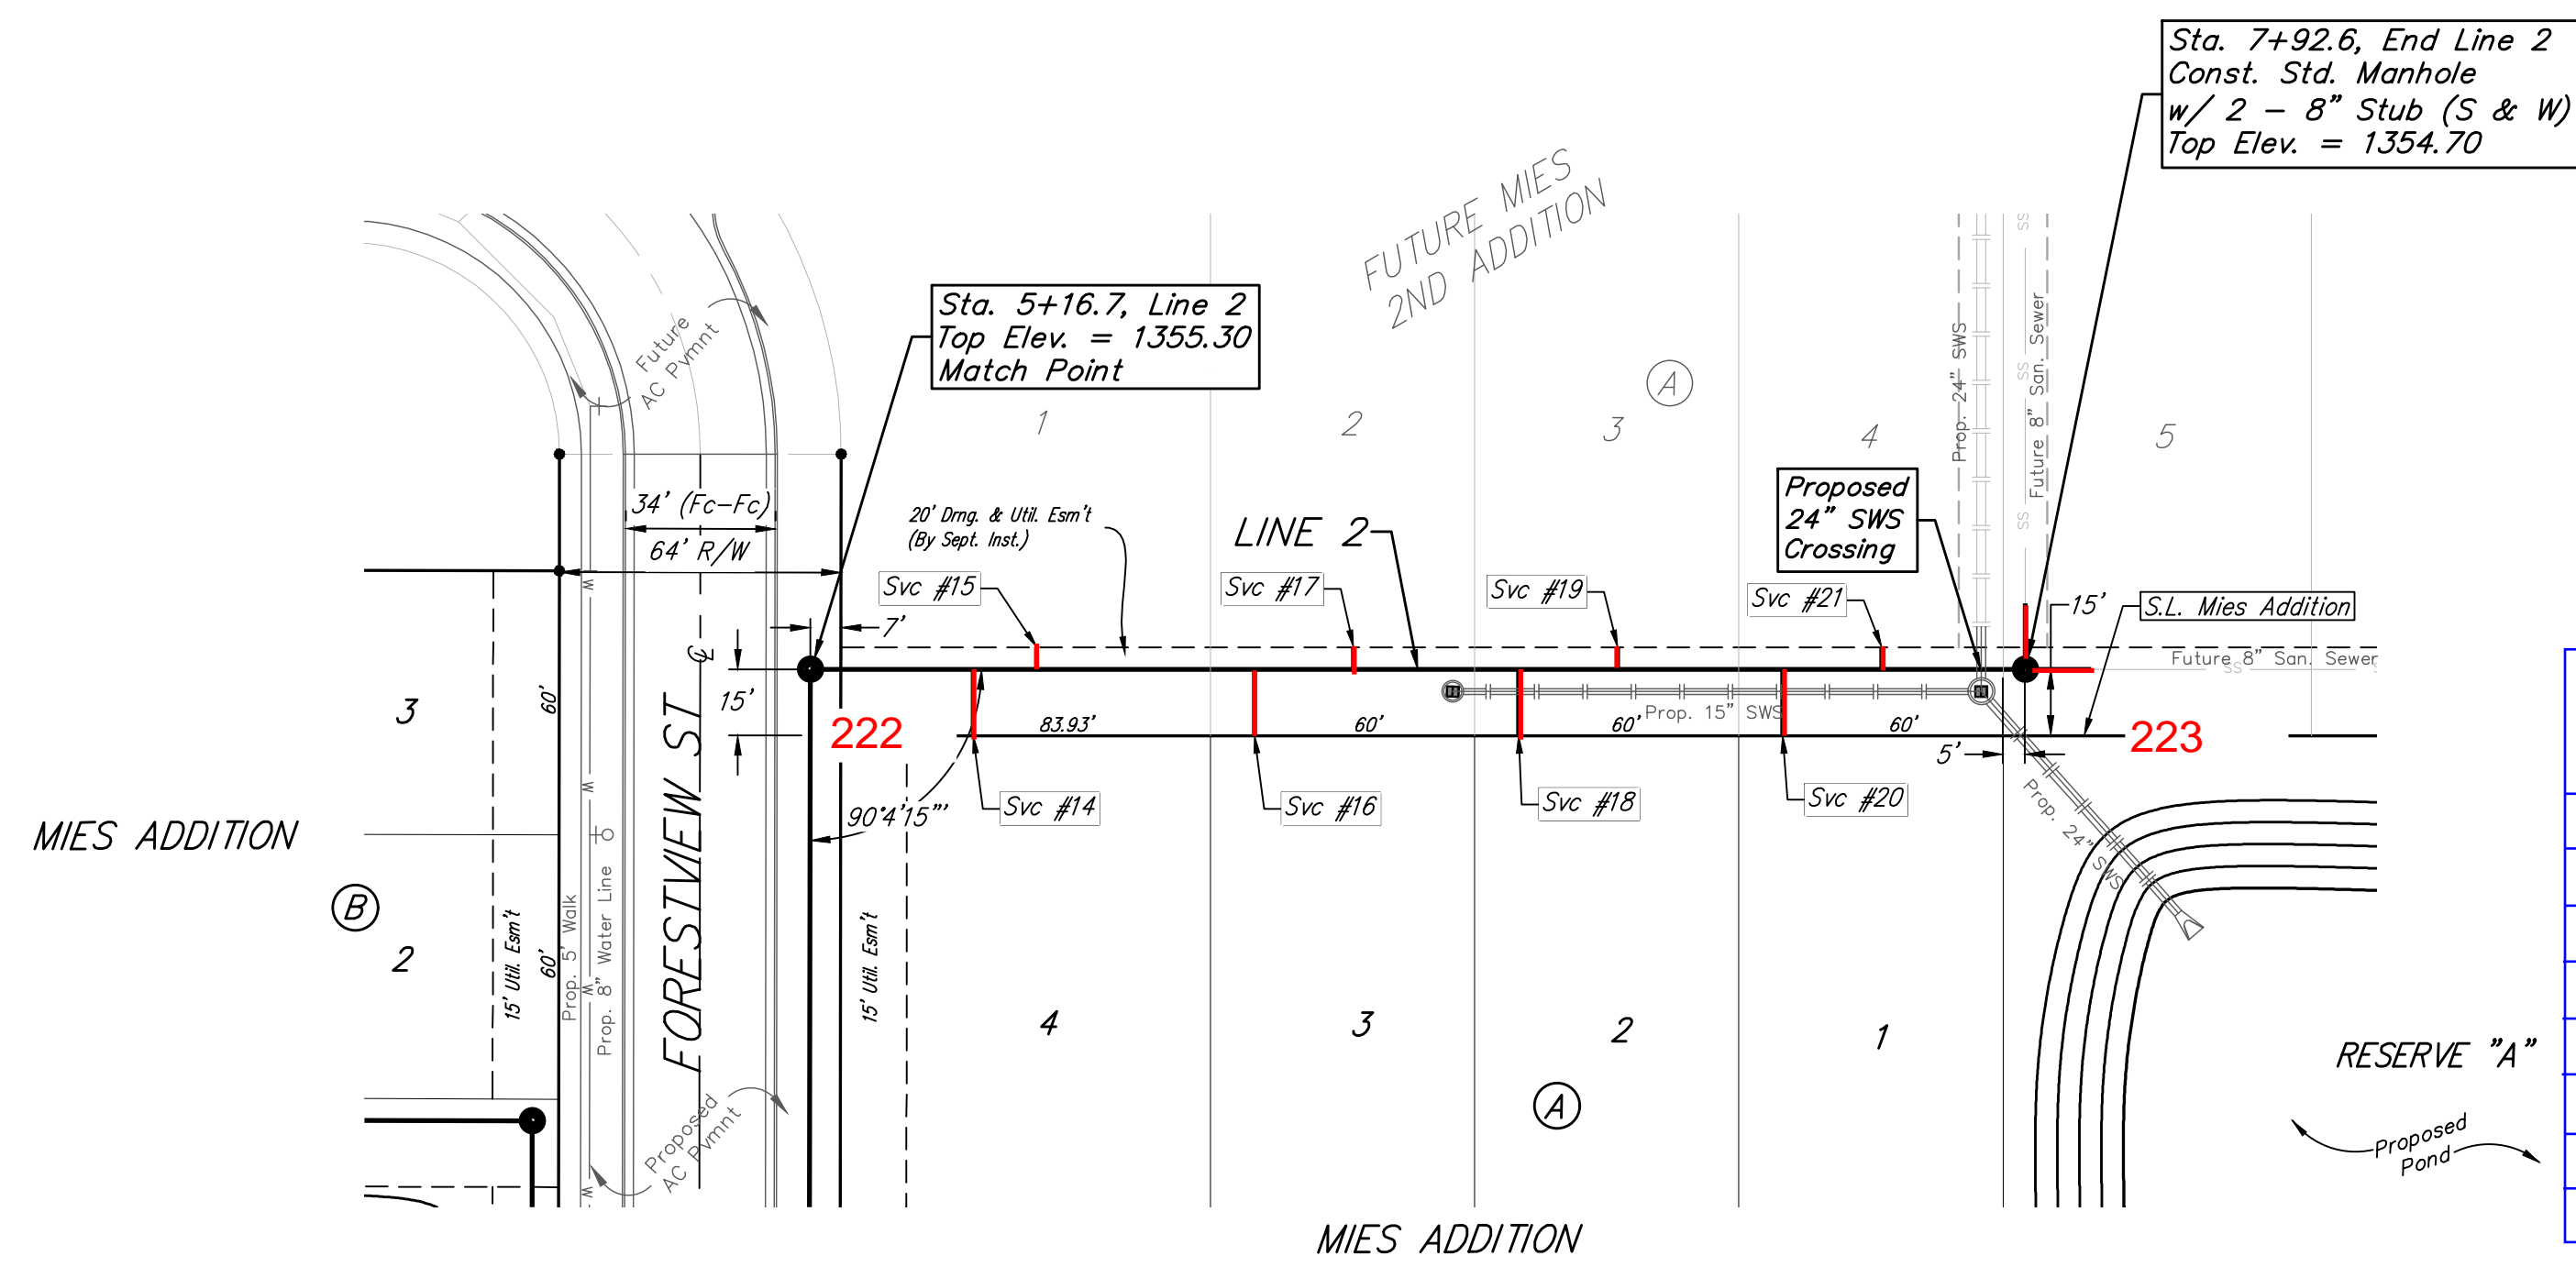 Sta. 7+92.6, End Line 2
Const. Std. Manhole
w/ 2 - 8" Stub (S & W)
Top Elev. = 1354.70
FUTURE MIES
2ND ADDITION
Sta. 5+16.7, Line 2
Top Elev. = 1355.30
Match Point
Future
AC Pvmnt
1
2
3
A
4
5
Prop. 24" SWS
Future 8" San. Sewer
SS
SS
SS
34' (Fc-Fc)
64' R/W
20' Drng. & Util. Esm't
(By Sept. Inst.)
LINE 2
Proposed
24" SWS
Crossing
Svc #15
Svc #17
Svc #19
Svc #21
15'
S.L. Mies Addition
7'
W
℄
Future 8" San. Sewer
SS
3
60'
15'
222
83.93'
60'
60'
60'
Prop. 15" SWS
5'
223
90°4'15"'
Svc #14
Svc #16
Svc #18
Svc #20
W
MIES ADDITION
B
2
60'
15' Util. Esm't
Prop. 5' Walk
Prop. 8" Water Line
W
FORESTVIEW ST
15' Util. Esm't
Prop. 24" SWS
4
3
2
1
A
RESERVE "A"
Proposed
Pond
Proposed
AC Pvmnt
W
MIES ADDITION